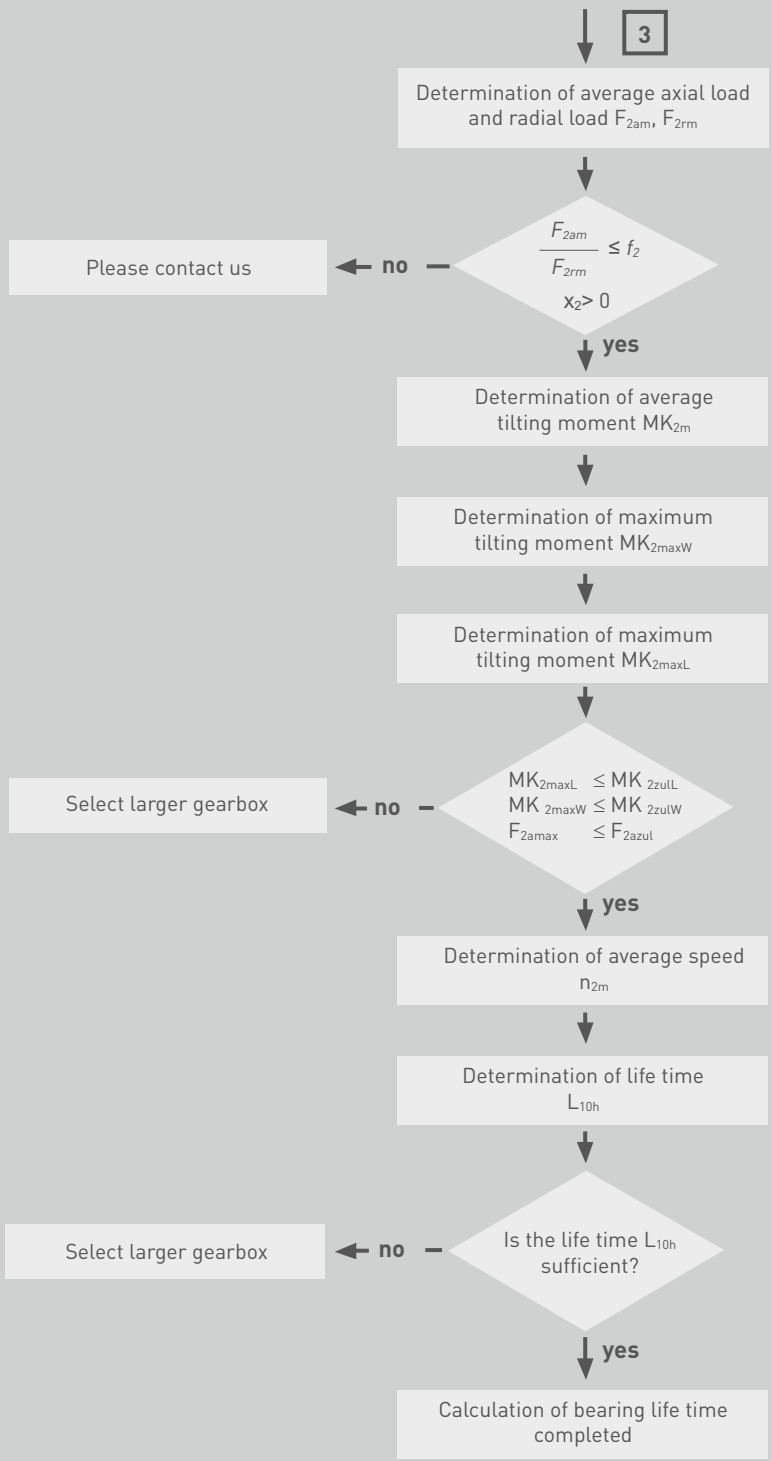 3
Determination of average axial load
and radial load F₂ₐₘ, F₂ᵣₘ
F₂ₐₘ
F₂ᵣₘ
≤ f₂
x₂> 0
no
Please contact us
yes
Determination of average
tilting moment MK₂ₘ
Determination of maximum
tilting moment MK2maxW
Determination of maximum
tilting moment MK2maxL
MK2maxL ≤ MK 2zulL
MK 2maxW ≤ MK 2zulW
F2amax ≤ F2azul
no
Select larger gearbox
yes
Determination of average speed
n₂ₘ
Determination of life time
L₁₀ₕ
Is the life time L₁₀ₕ
sufficient?
no
Select larger gearbox
yes
Calculation of bearing life time
completed